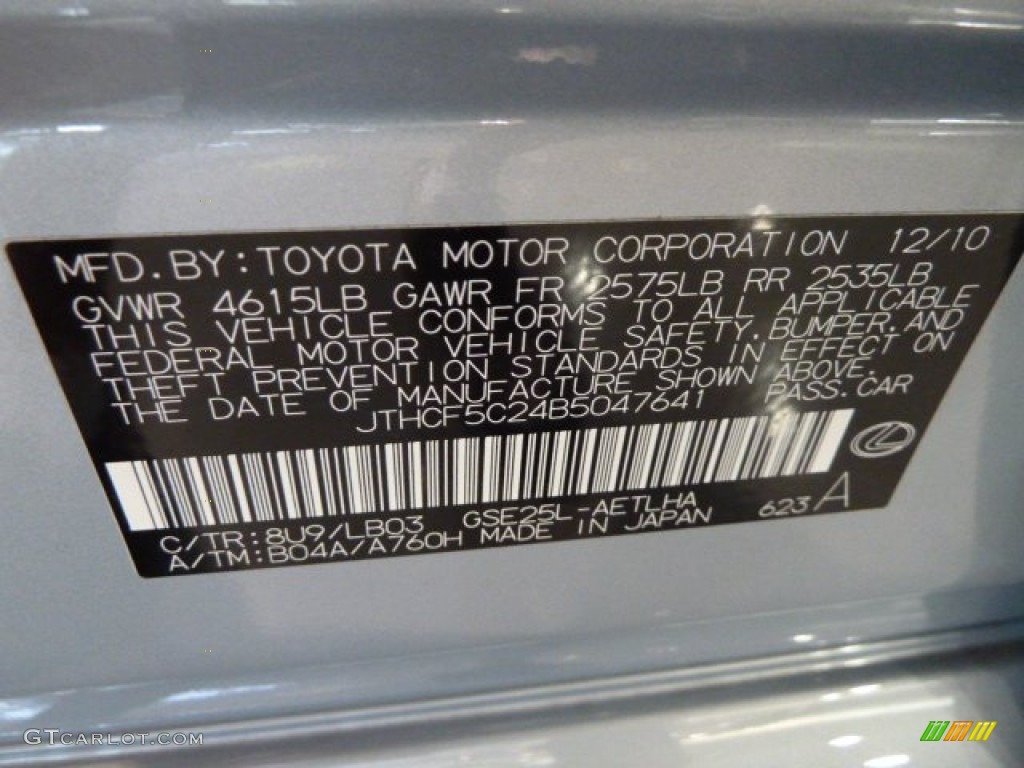 MFD. BY: TOYOTA MOTOR CORPORATION 12/10
GVWR 4615LB GAWR FR 2575LB RR 2535LB
THIS VEHICLE CONFORMS TO ALL APPLICABLE
FEDERAL MOTOR VEHICLE SAFETY, BUMPER, AND
THEFT PREVENTION STANDARDS IN EFFECT ON
THE DATE OF MANUFACTURE SHOWN ABOVE.
JTHCF5C24B5047641 PASS. CAR
C/TR: 8U9/LB03 GSE25L-AETLHA 623 A
A/TM: B04A/A760H MADE IN JAPAN
GTCARLOT.COM